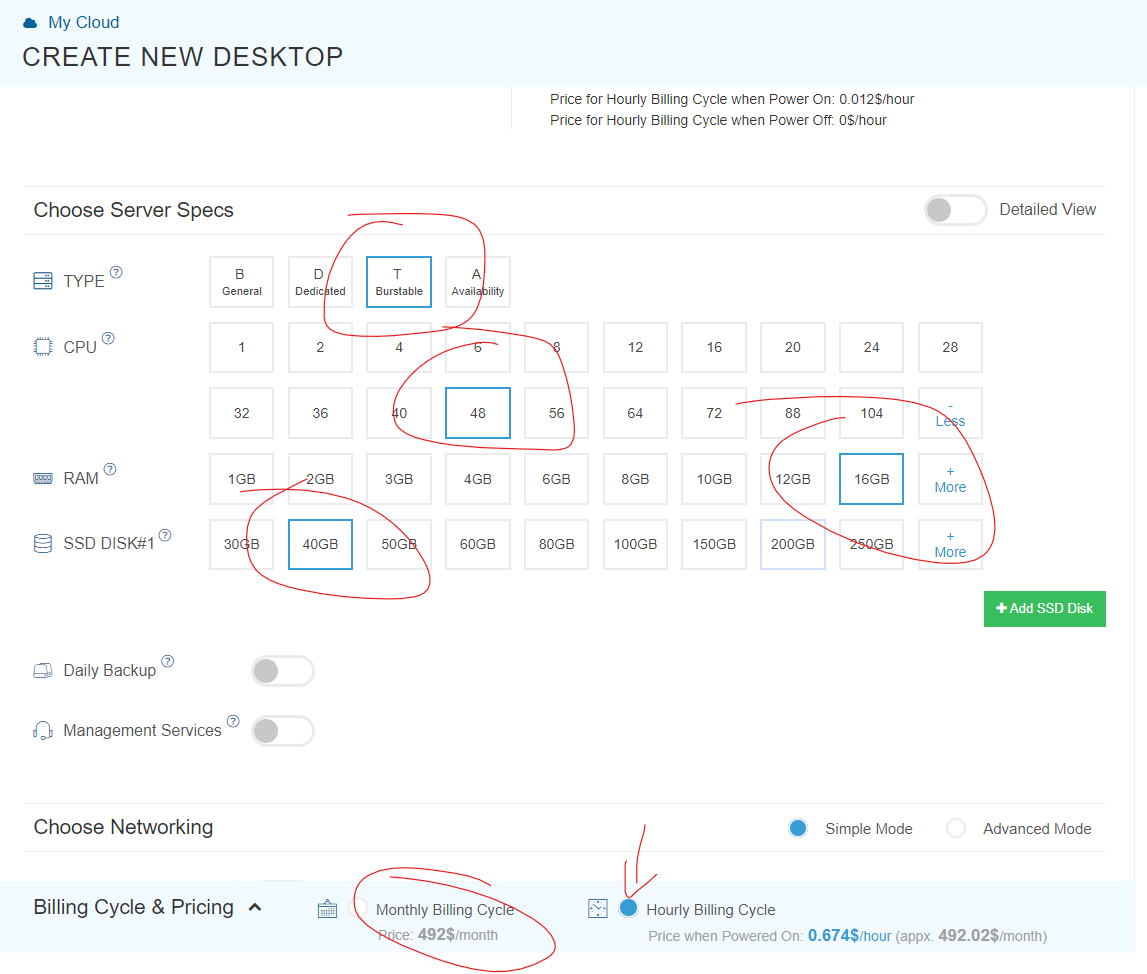 My Cloud
CREATE NEW DESKTOP
Price for Hourly Billing Cycle when Power On: 0.012$/hour
Price for Hourly Billing Cycle when Power Off: 0$/hour
Choose Server Specs
Detailed View
TYPE ?
B General
D Dedicated
T Burstable
A Availability
CPU ?
1 2 4 6 8 12 16 20 24 28
32 36 40 48 56 64 72 88 104 - Less
RAM ?
1GB 2GB 3GB 4GB 6GB 8GB 10GB 12GB 16GB + More
SSD DISK#1 ?
30GB 40GB 50GB 60GB 80GB 100GB 150GB 200GB 250GB + More
+ Add SSD Disk
Daily Backup ?
Management Services ?
Choose Networking
Simple Mode
Advanced Mode
Billing Cycle & Pricing
Monthly Billing Cycle
Price: 492$/month
Hourly Billing Cycle
Price when Powered On: 0.674$/hour (appx. 492.02$/month)